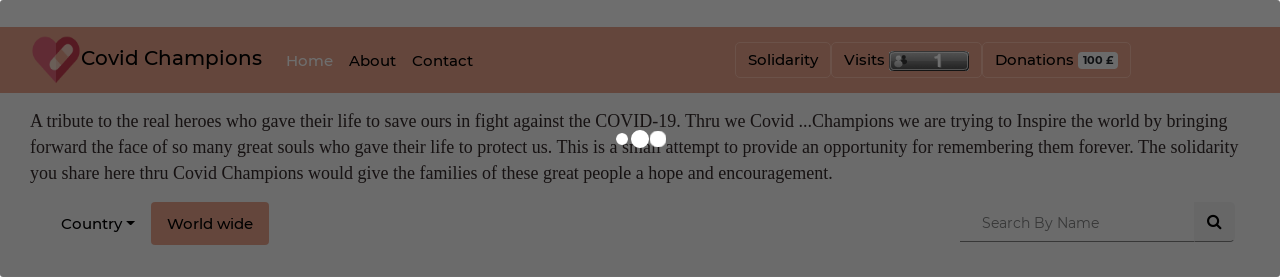 Covid Champions Home About Contact Solidarity Visits 1 Donations 100 £
A tribute to the real heroes who gave their life to save ours in fight against the COVID-19. Thru we Covid ...Champions we are trying to Inspire the world by bringing
forward the face of so many great souls who gave their life to protect us. This is a small attempt to provide an opportunity for remembering them forever. The solidarity
you share here thru Covid Champions would give the families of these great people a hope and encouragement.
Country World wide Search By Name